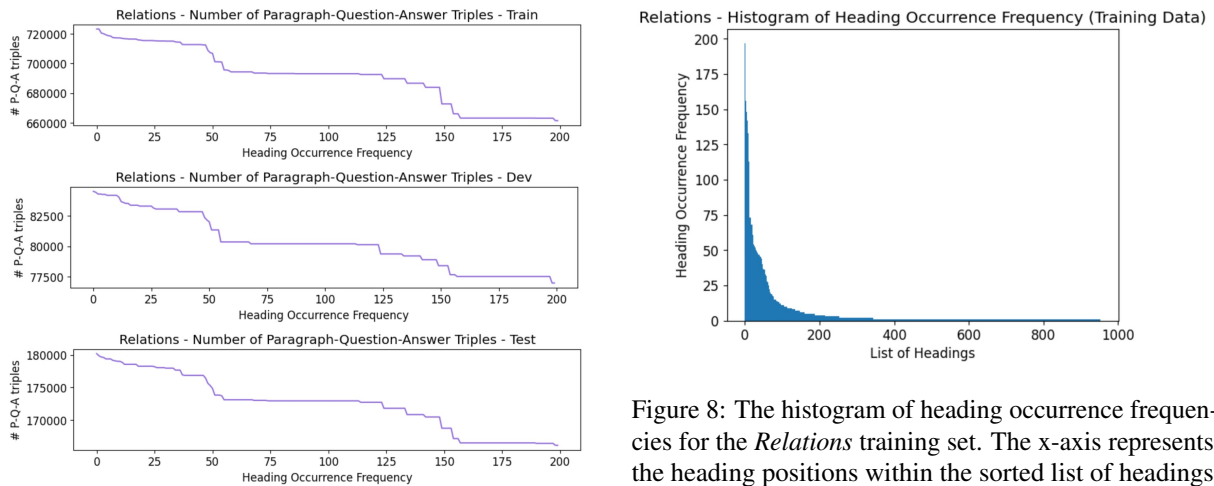 Relations - Number of Paragraph-Question-Answer Triples - Train
# P-Q-A triples
720000
700000
680000
660000
0 25 50 75 100 125 150 175 200
Heading Occurrence Frequency
Relations - Number of Paragraph-Question-Answer Triples - Dev
# P-Q-A triples
82500
80000
77500
0 25 50 75 100 125 150 175 200
Heading Occurrence Frequency
Relations - Number of Paragraph-Question-Answer Triples - Test
# P-Q-A triples
180000
175000
170000
0 25 50 75 100 125 150 175 200
Heading Occurrence Frequency
Relations - Histogram of Heading Occurrence Frequency (Training Data)
Heading Occurrence Frequency
200
175
150
125
100
75
50
25
0
0 200 400 600 800 1000
List of Headings
Figure 8: The histogram of heading occurrence frequen-
cies for the Relations training set. The x-axis represents
the heading positions within the sorted list of headings